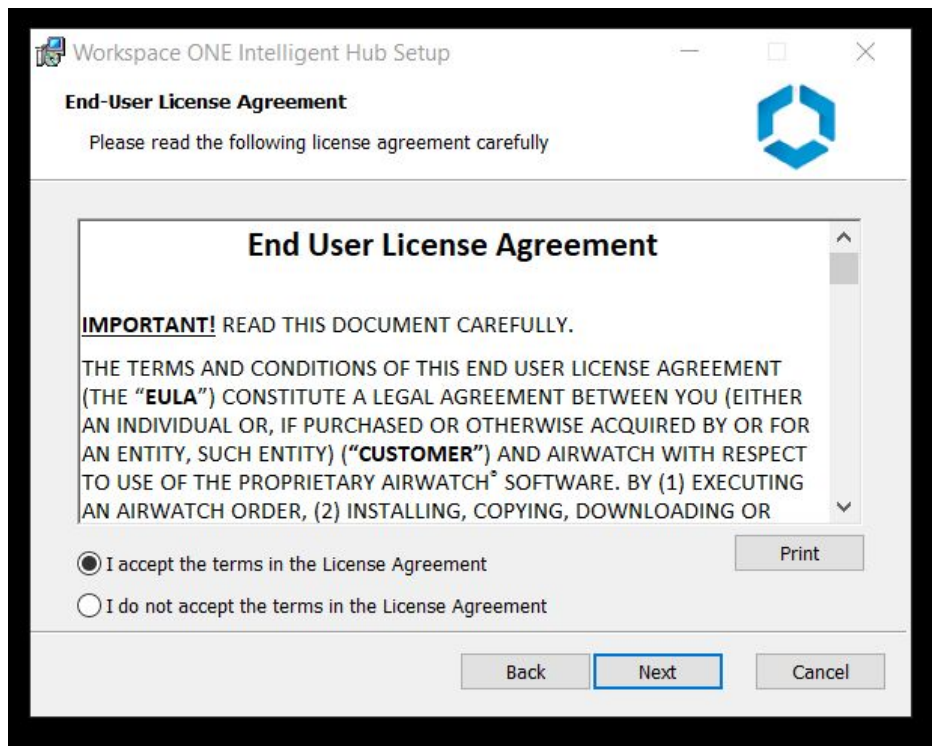 Workspace ONE Intelligent Hub Setup
End-User License Agreement
Please read the following license agreement carefully
End User License Agreement
IMPORTANT! READ THIS DOCUMENT CAREFULLY.
THE TERMS AND CONDITIONS OF THIS END USER LICENSE AGREEMENT
(THE “EULA”) CONSTITUTE A LEGAL AGREEMENT BETWEEN YOU (EITHER
AN INDIVIDUAL OR, IF PURCHASED OR OTHERWISE ACQUIRED BY OR FOR
AN ENTITY, SUCH ENTITY) (“CUSTOMER”) AND AIRWATCH WITH RESPECT
TO USE OF THE PROPRIETARY AIRWATCH® SOFTWARE. BY (1) EXECUTING
AN AIRWATCH ORDER, (2) INSTALLING, COPYING, DOWNLOADING OR
Print
I accept the terms in the License Agreement
I do not accept the terms in the License Agreement
Back Next Cancel